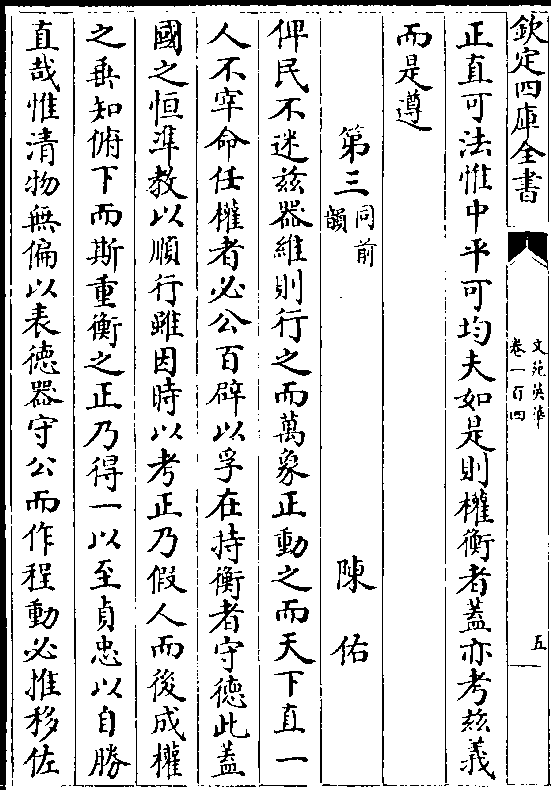 欽定四庫全書
文苑英華
卷一百四
五
正直可法惟中平可均夫如是則權衡者蓋亦考兹義
而是遵
第三同前韻
陳佑
俾民不迷兹器維則行之而萬象正動之而天下直一
人不宰命任權者必公百辟以孚在持衡者守徳此蓋
國之恒準教以順行雖因時以考正乃假人而後成權
之垂知俯下而斯重衡之正乃得一以至貞忠以自勝
直哉惟清物無偏以表徳器守公而作程動必推移佐